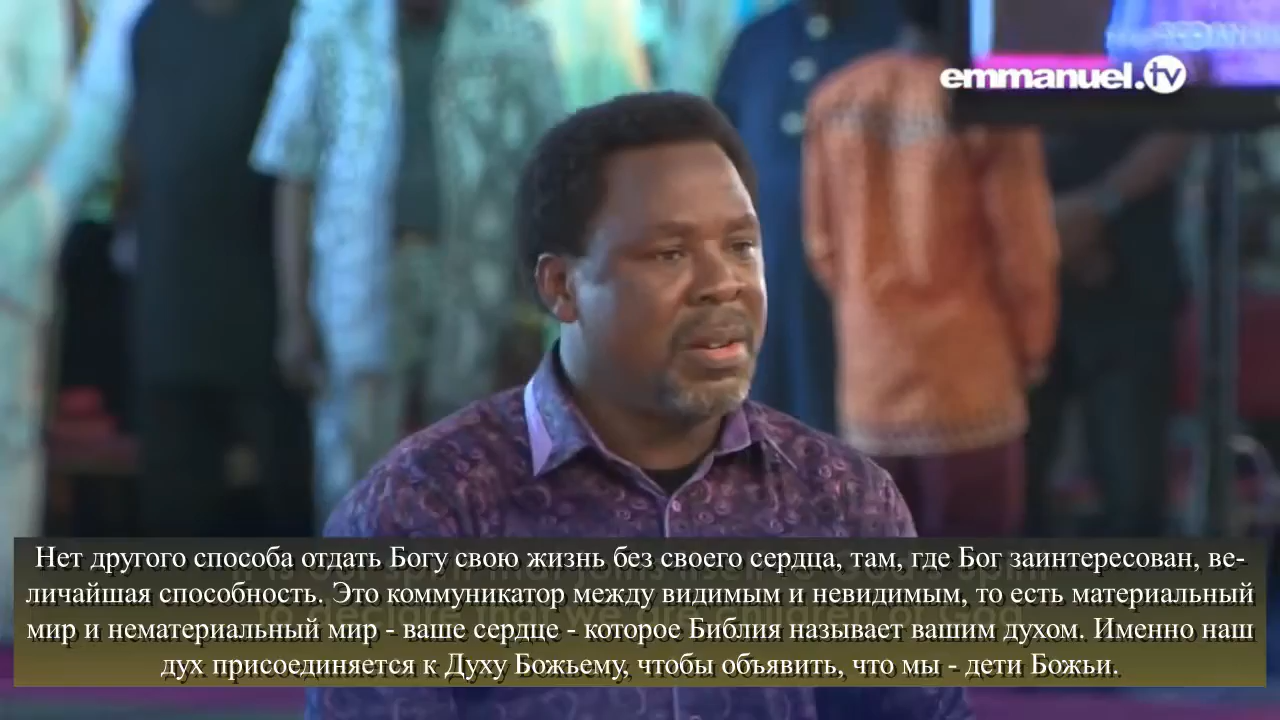 emmanuel.tv
Нет другого способа отдать Богу свою жизнь без своего сердца, там, где Бог заинтересован, ве-
личайшая способность. Это коммуникатор между видимым и невидимым, то есть материальный
мир и нематериальный мир - ваше сердце - которое Библия называет вашим духом. Именно наш
дух присоединяется к Духу Божьему, чтобы объявить, что мы - дети Божьи.